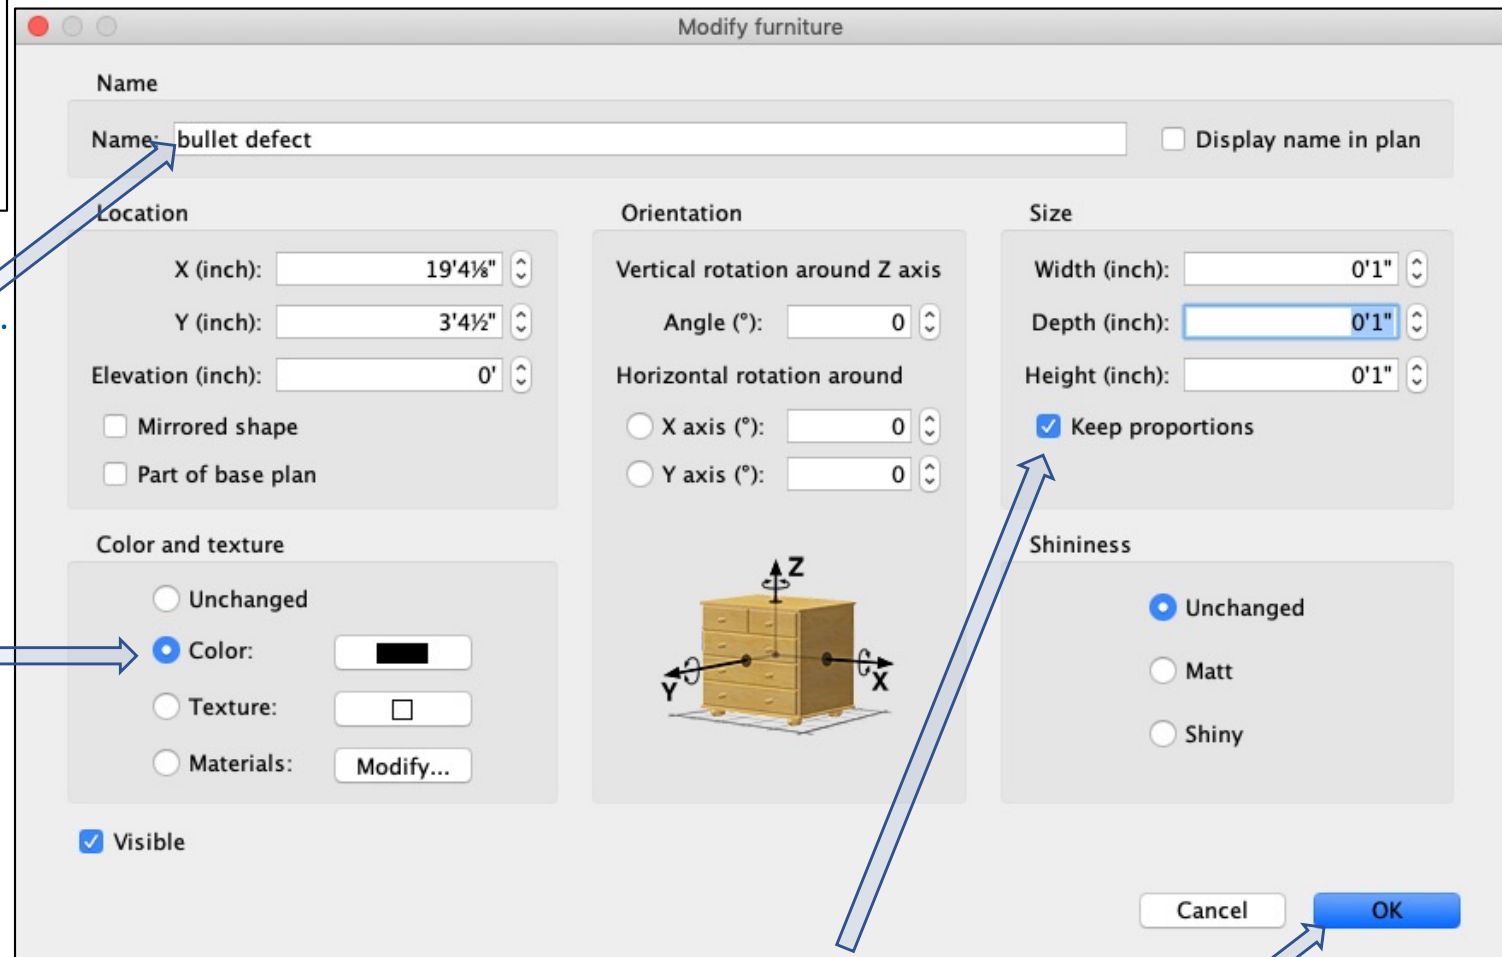 Modify furniture
Name
Name: bullet defect
Display name in plan
Location
Orientation
Size
X (inch): 19'4⅛"
Vertical rotation around Z axis
Width (inch): 0'1"
Y (inch): 3'4½"
Angle (°): 0
Depth (inch): 0'1"
Elevation (inch): 0'
Horizontal rotation around
Height (inch): 0'1"
Mirrored shape
X axis (°): 0
Keep proportions
Part of base plan
Y axis (°): 0
Color and texture
Shininess
Unchanged
Z
Unchanged
Color:
Y
X
Matt
Texture:
Shiny
Materials: Modify...
Visible
Cancel
OK